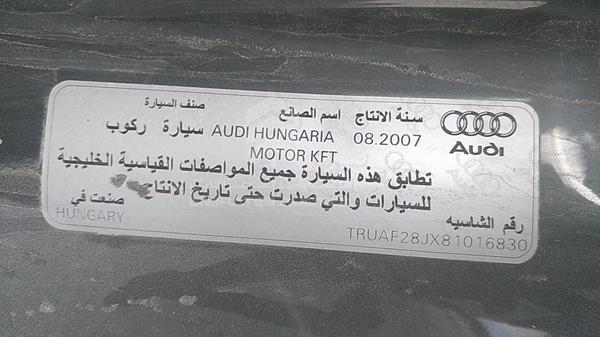 سنة الانتاج اسم الصانع صنف السيارة
08.2007 AUDI HUNGARIA سيارة ركوب
MOTOR KFT
Audi
تطابق هذه السيارة جميع المواصفات القياسية الخليجية
للسيارات والتي صدرت حتى تاريخ الانتاج
رقم الشاسيه صنعت في
TRUAF28JX81016830 HUNGARY